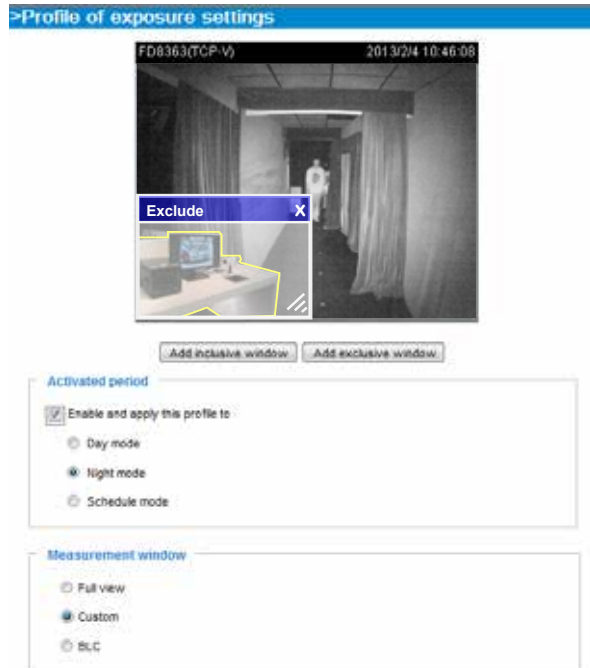 >Profile of exposure settings
FD8363(TCP-V) 2013/2/4 10:46:08
Exclude X
Add inclusive window Add exclusive window
Activated period
Enable and apply this profile to
Day mode
Night mode
Schedule mode
Measurement window
Full view
Custom
BLC